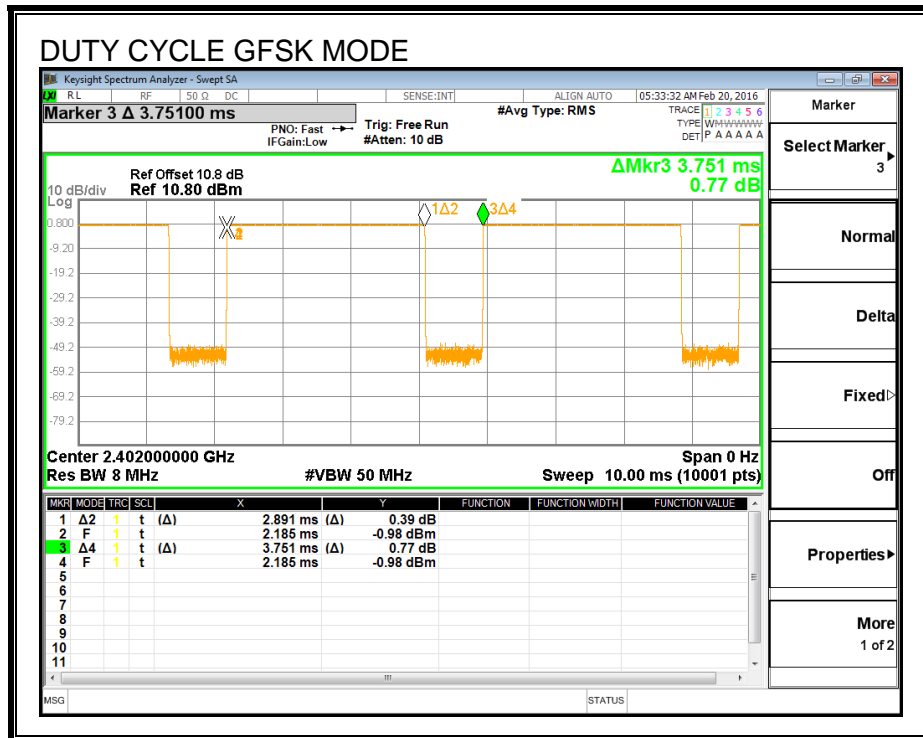 DUTY CYCLE GFSK MODE
Keysight Spectrum Analyzer - Swept SA
LXI RL RF 50 Ω DC SENSE:INT ALIGN AUTO 05:33:32 AM Feb 20, 2016
Marker 3 Δ 3.75100 ms
PNO: Fast
IFGain:Low
Trig: Free Run
#Atten: 10 dB
#Avg Type: RMS
TRACE 1 2 3 4 5 6
TYPE WMWWWW
DET P A A A A A
ΔMkr3 3.751 ms
0.77 dB
Ref Offset 10.8 dB
10 dB/div Ref 10.80 dBm
Log
0.800
-9.20
-19.2
-29.2
-39.2
-49.2
-59.2
-69.2
-79.2
1Δ2
3Δ4
2
Center 2.402000000 GHz Span 0 Hz
Res BW 8 MHz #VBW 50 MHz Sweep 10.00 ms (10001 pts)
MKR MODE TRC SCL X Y FUNCTION FUNCTION WIDTH FUNCTION VALUE
1 Δ2 1 t (Δ) 2.891 ms (Δ) 0.39 dB
2 F 1 t 2.185 ms -0.98 dBm
3 Δ4 1 t (Δ) 3.751 ms (Δ) 0.77 dB
4 F 1 t 2.185 ms -0.98 dBm
5
6
7
8
9
10
11
MSG STATUS
Marker
Select Marker
3
Normal
Delta
Fixed
Off
Properties
More
1 of 2